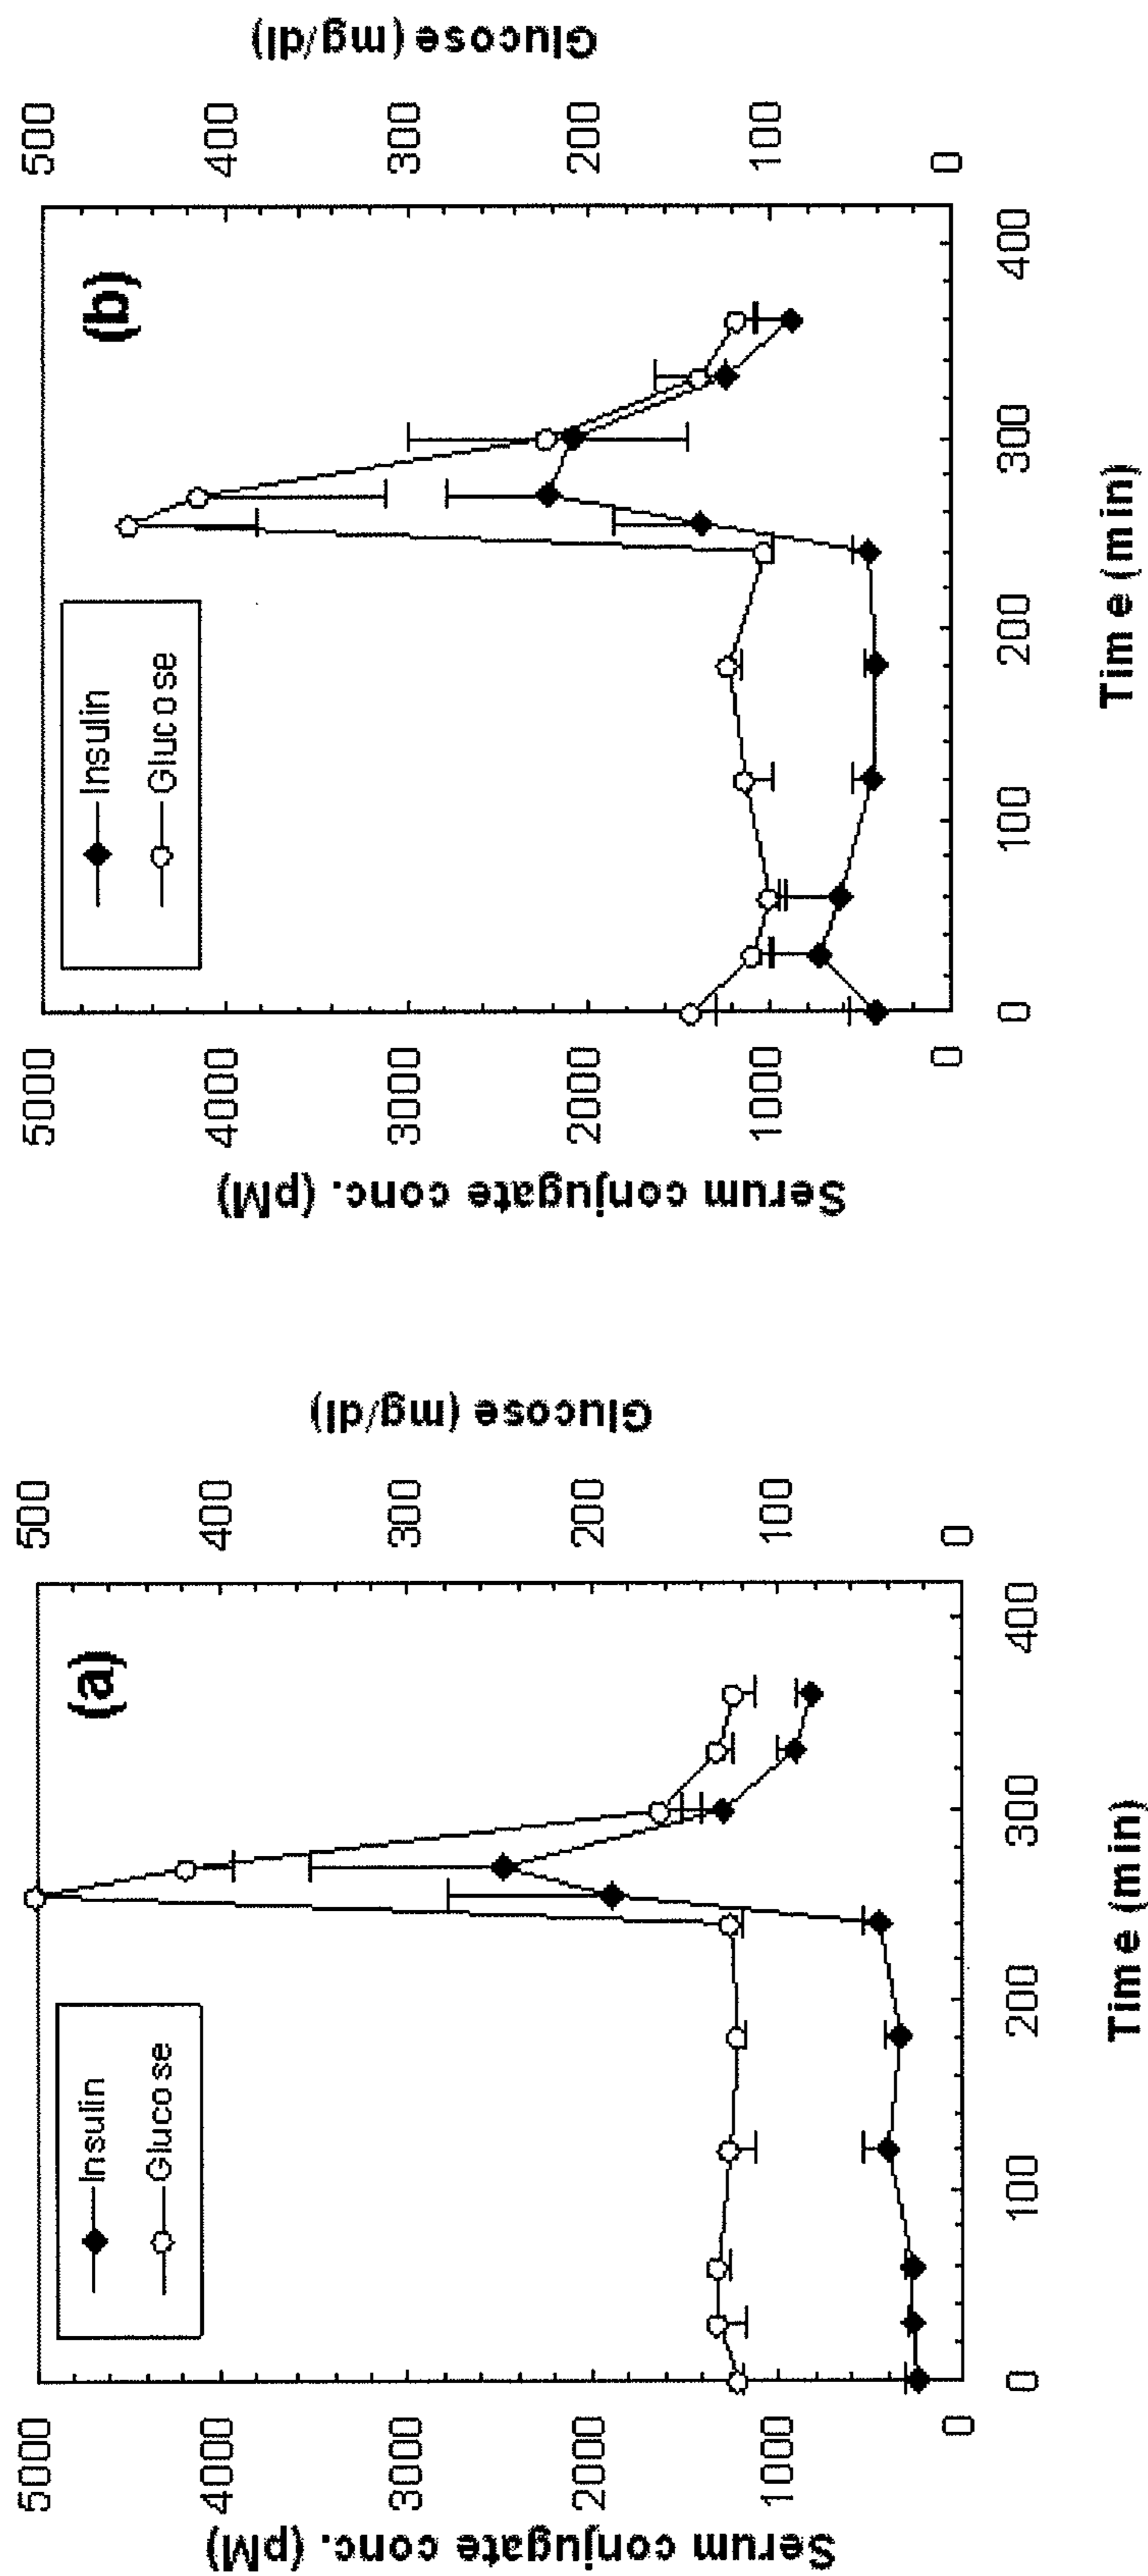 (a)
Insulin
Glucose
5000
4000
3000
2000
1000
0
Serum conjugate conc. (pM)
500
400
300
200
100
0
Glucose (mg/dl)
0
100
200
300
400
Time (min)
(b)
Insulin
Glucose
5000
4000
3000
2000
1000
0
Serum conjugate conc. (pM)
500
400
300
200
100
0
Glucose (mg/dl)
0
100
200
300
400
Time (min)